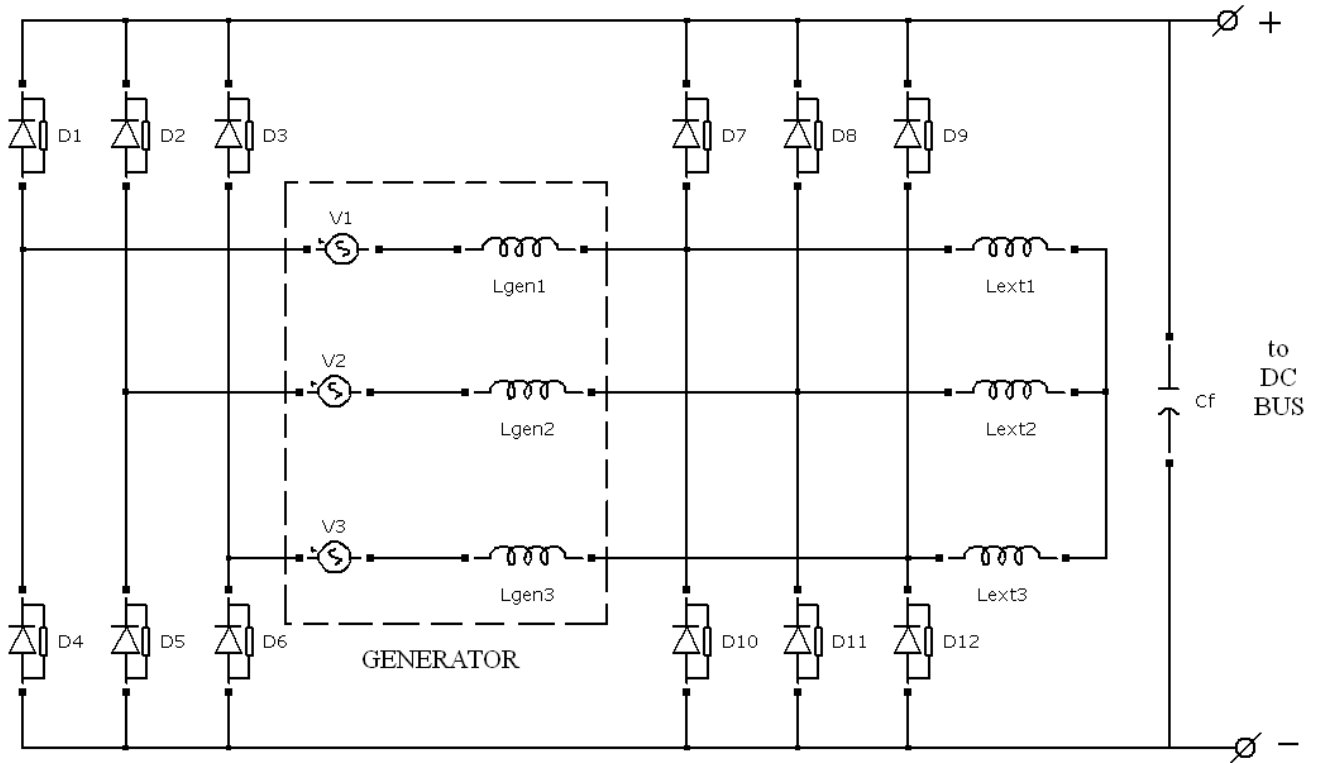 +
D1
D2
D3
D7
D8
D9
V1
Lgen1
Lext1
V2
Lgen2
Lext2
Cf
to
DC
BUS
V3
Lgen3
Lext3
D4
D5
D6
GENERATOR
D10
D11
D12
−